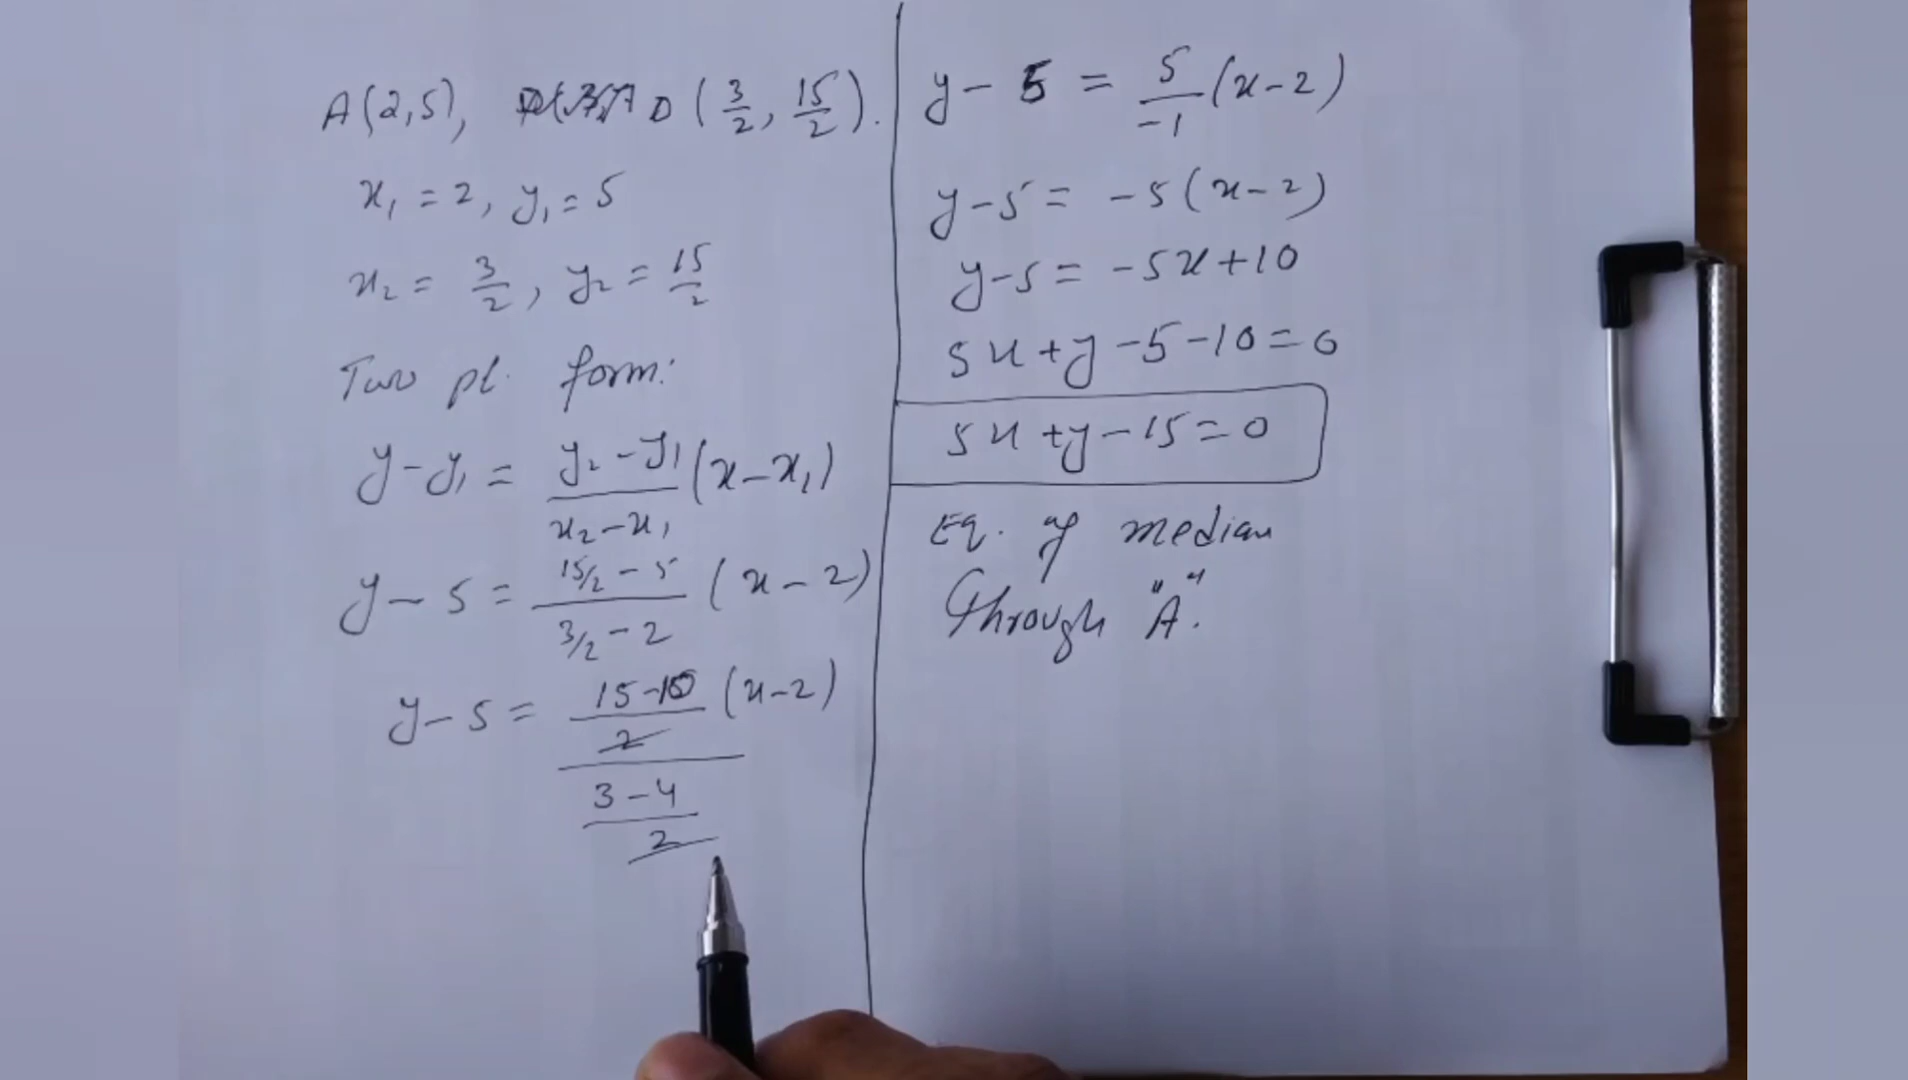 A(2,5), D(3/2, 15/2).
x₁ = 2, y₁ = 5
x₂ = 3/2, y₂ = 15/2
Two pt. form:
y - y₁ = (y₂ - y₁)/(x₂ - x₁) (x - x₁)
y - 5 = (15/2 - 5)/(3/2 - 2) (x - 2)
y - 5 = ((15-10)/2)/((3-4)/2) (x-2)
y - 5 = 5/-1 (x-2)
y - 5 = -5(x-2)
y - 5 = -5x+10
5x + y - 5 - 10 = 0
5x + y - 15 = 0
Eq. of median
through "A".